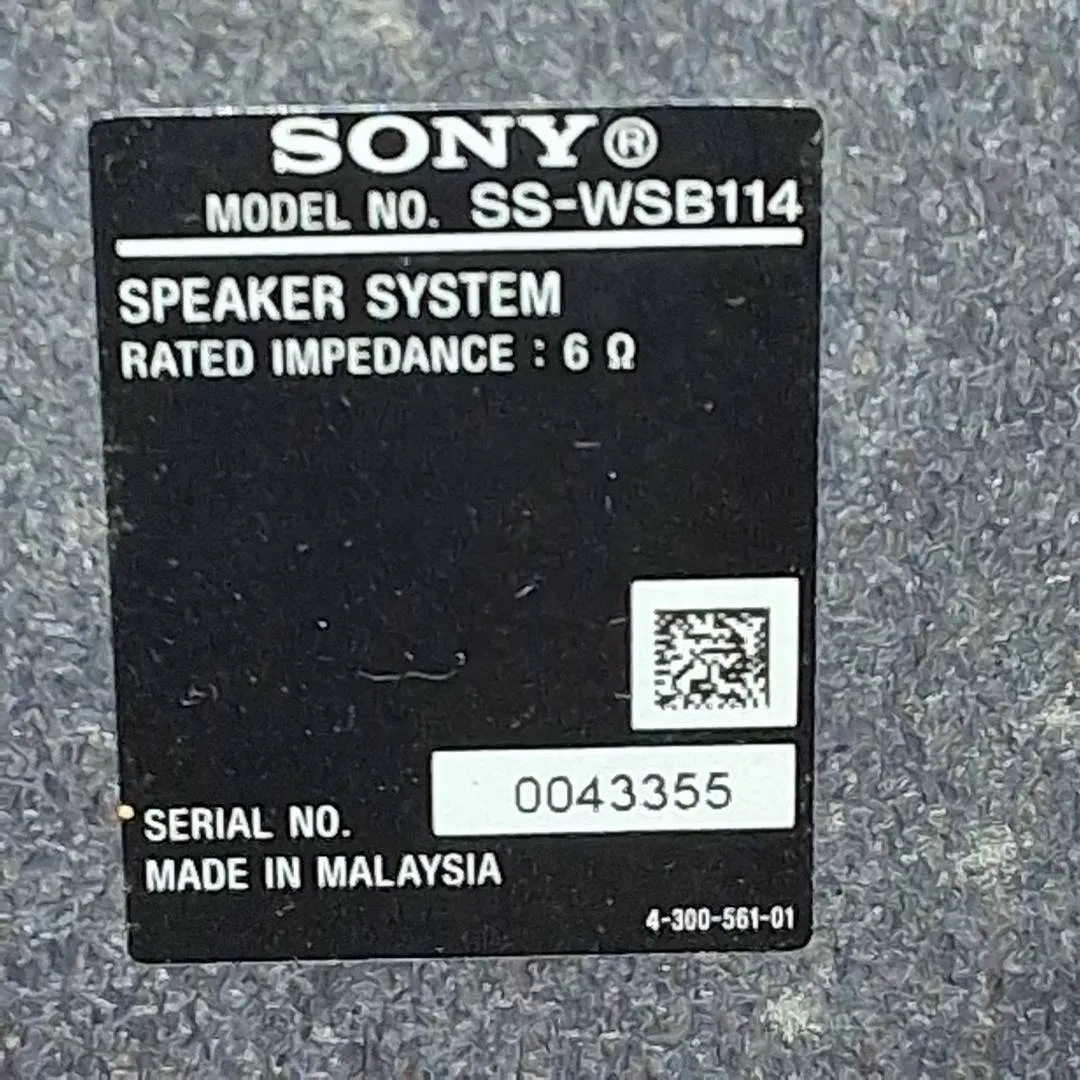 SONY®
MODEL NO. SS-WSB114
SPEAKER SYSTEM
RATED IMPEDANCE : 6 Ω
0043355
SERIAL NO.
MADE IN MALAYSIA
4-300-561-01